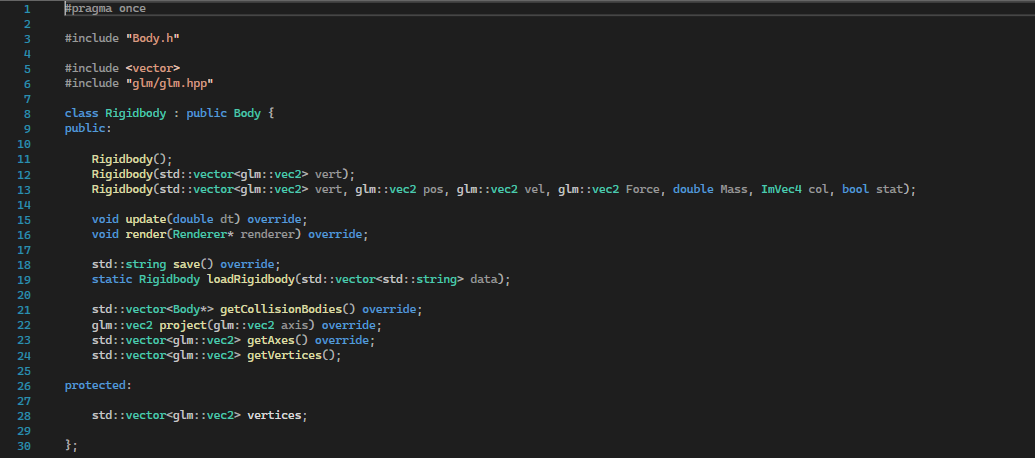 1 #pragma once
2
3 #include "Body.h"
4
5 #include <vector>
6 #include "glm/glm.hpp"
7
8 class Rigidbody : public Body {
9 public:
10
11     Rigidbody();
12     Rigidbody(std::vector<glm::vec2> vert);
13     Rigidbody(std::vector<glm::vec2> vert, glm::vec2 pos, glm::vec2 vel, glm::vec2 Force, double Mass, ImVec4 col, bool stat);
14
15     void update(double dt) override;
16     void render(Renderer* renderer) override;
17
18     std::string save() override;
19     static Rigidbody loadRigidbody(std::vector<std::string> data);
20
21     std::vector<Body*> getCollisionBodies() override;
22     glm::vec2 project(glm::vec2 axis) override;
23     std::vector<glm::vec2> getAxes() override;
24     std::vector<glm::vec2> getVertices();
25
26 protected:
27
28     std::vector<glm::vec2> vertices;
29
30 };